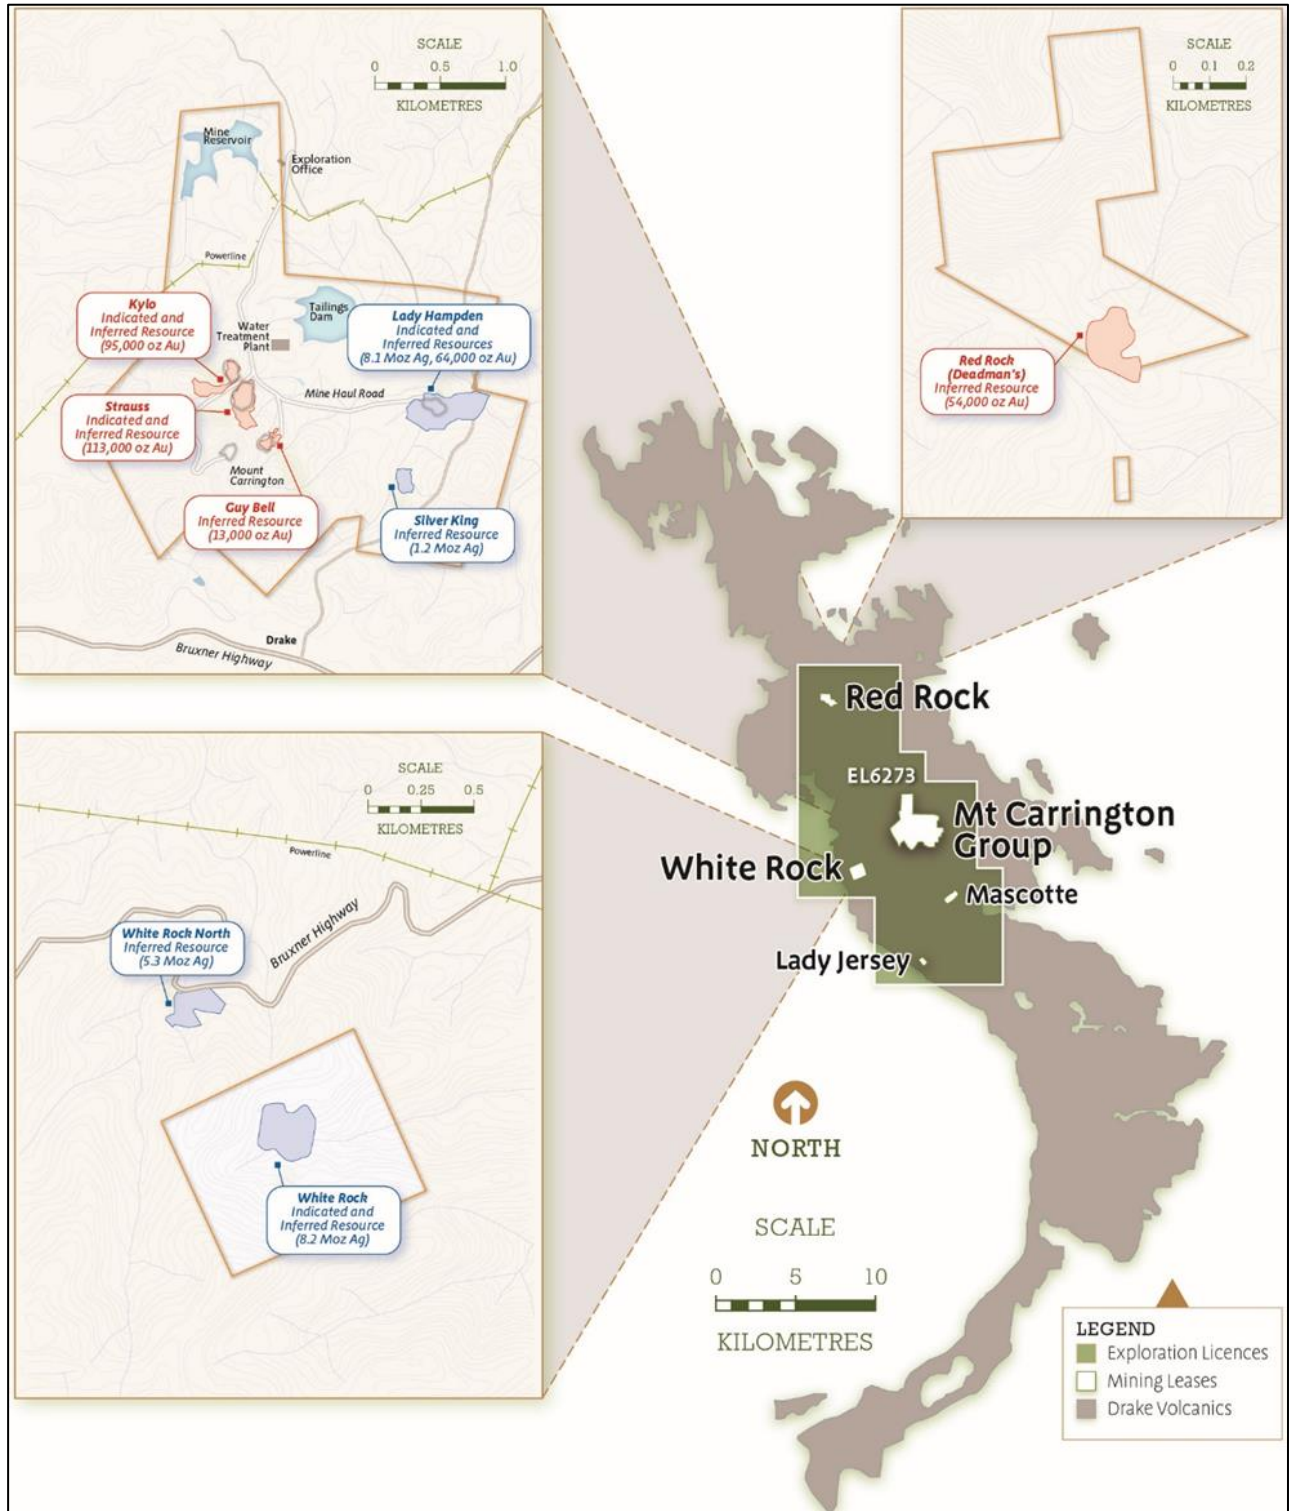 SCALE
0 0.5 1.0
KILOMETRES
Mine
Reservoir
Exploration
Office
Powerline
Kylo
Indicated and
Inferred Resource
(95,000 oz Au)
Water
Treatment
Plant
Tailings
Dam
Lady Hampden
Indicated and
Inferred Resources
(8.1 Moz Ag, 64,000 oz Au)
Mine Haul Road
Strauss
Indicated and
Inferred Resource
(113,000 oz Au)
Mount
Carrington
Guy Bell
Inferred Resource
(13,000 oz Au)
Silver King
Inferred Resource
(1.2 Moz Ag)
Drake
Bruxner Highway
SCALE
0 0.1 0.2
KILOMETRES
Red Rock
(Deadman's)
Inferred Resource
(54,000 oz Au)
SCALE
0 0.25 0.5
KILOMETRES
Powerline
White Rock North
Inferred Resource
(5.3 Moz Ag)
Bruxner Highway
White Rock
Indicated and
Inferred Resource
(8.2 Moz Ag)
Red Rock
EL6273
Mt Carrington
Group
White Rock
Mascotte
Lady Jersey
NORTH
SCALE
0 5 10
KILOMETRES
LEGEND
Exploration Licences
Mining Leases
Drake Volcanics